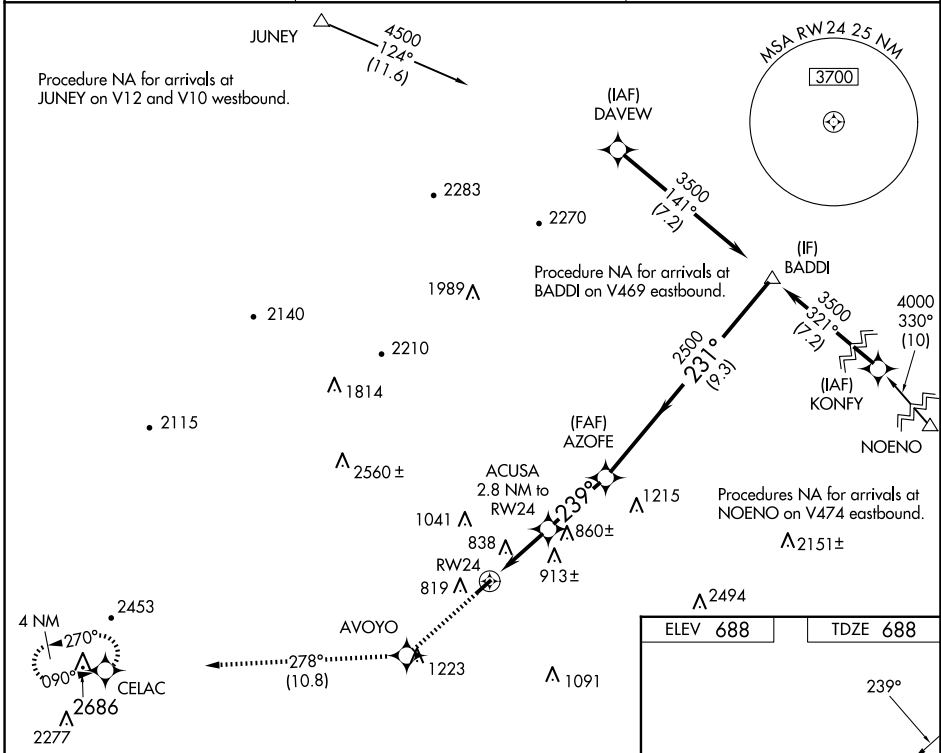 JUNEY
4500
124°
(11.6)
MSA RW24 25 NM
3700
Procedure NA for arrivals at
JUNEY on V12 and V10 westbound.
(IAF)
DAVEW
3500
141°
(7.2)
2283
2270
(IF)
BADDI
Procedure NA for arrivals at
BADDI on V469 eastbound.
1989
3500
321°
(7.2)
4000
330°
(10)
2140
2210
2500
231°
(9.3)
1814
(IAF)
KONFY
2115
NOENO
(FAF)
AZOFE
2560 ±
ACUSA
2.8 NM to
RW24
239°
1215
Procedures NA for arrivals at
NOENO on V474 eastbound.
1041
860±
2151±
838
913±
RW24
819
2494
2453
4 NM
270°
AVOYO
ELEV 688
TDZE 688
090°
CELAC
278°
(10.8)
1223
1091
239°
2686
2277